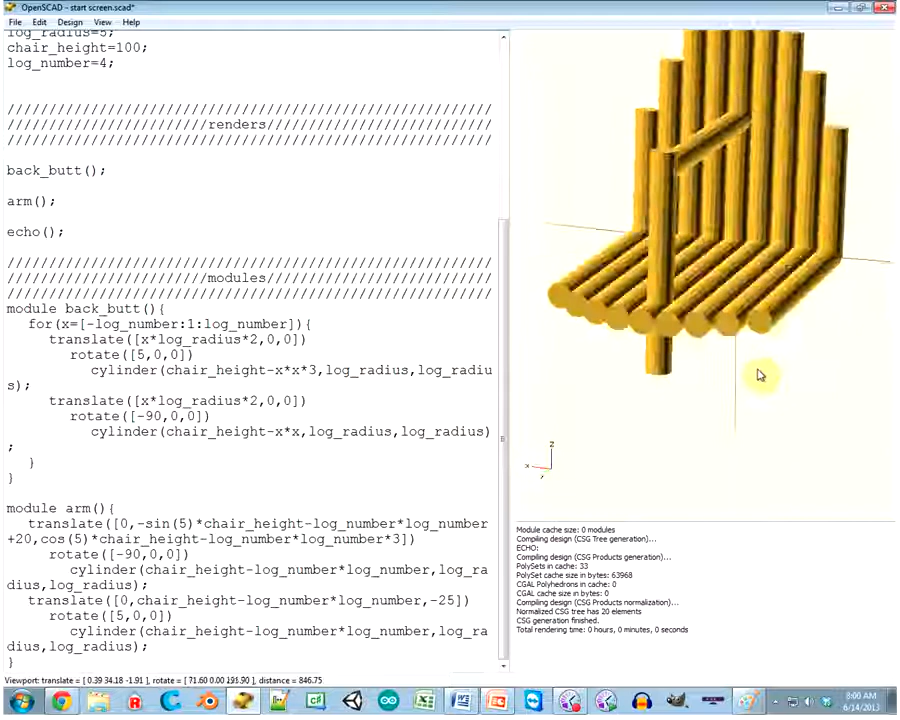 OpenSCAD - start screen.scad*
File Edit Design View Help
log_radius=5;
chair_height=100;
log_number=4;
//////////////////////////////////////////////////////////
////////////////////////renders///////////////////////////
//////////////////////////////////////////////////////////
back_butt();
arm();
echo();
//////////////////////////////////////////////////////////
////////////////////////modules///////////////////////////
//////////////////////////////////////////////////////////
module back_butt(){
for(x=[-log_number:1:log_number]){
translate([x*log_radius*2,0,0])
rotate([5,0,0])
cylinder(chair_height-x*x*3,log_radius,log_radiu
s);
translate([x*log_radius*2,0,0])
rotate([-90,0,0])
cylinder(chair_height-x*x,log_radius,log_radius)
;
}
}
module arm(){
translate([0,-sin(5)*chair_height-log_number*log_number
+20,cos(5)*chair_height-log_number*log_number*3])
rotate([-90,0,0])
cylinder(chair_height-log_number*log_number,log_ra
dius,log_radius);
translate([0,chair_height-log_number*log_number,-25])
rotate([5,0,0])
cylinder(chair_height-log_number*log_number,log_ra
dius,log_radius);
}
z
x
y
Module cache size: 0 modules
Compiling design (CSG Tree generation)...
ECHO:
Compiling design (CSG Products generation)...
PolySets in cache: 33
PolySet cache size in bytes: 63968
CGAL Polyhedrons in cache: 0
CGAL cache size in bytes: 0
Compiling design (CSG Products normalization)...
Normalized CSG tree has 20 elements
CSG generation finished.
Total rendering time: 0 hours, 0 minutes, 0 seconds
Viewport: translate = [ 0.39 34.18 -1.91 ], rotate = [ 71.60 0.00 195.90 ], distance = 846.75
8:00 AM
6/14/2013